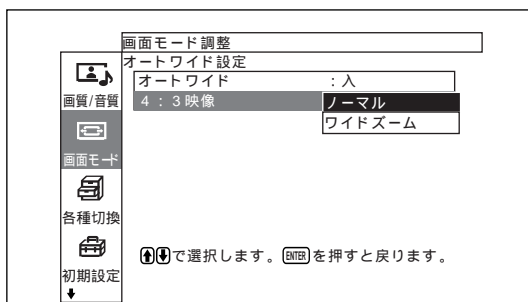 画面モード調整
オートワイド設定
オートワイド　：入
4：3映像　ノーマル
ワイドズーム
画質/音質
画面モード
各種切換
初期設定
で選択します。ENTERを押すと戻ります。